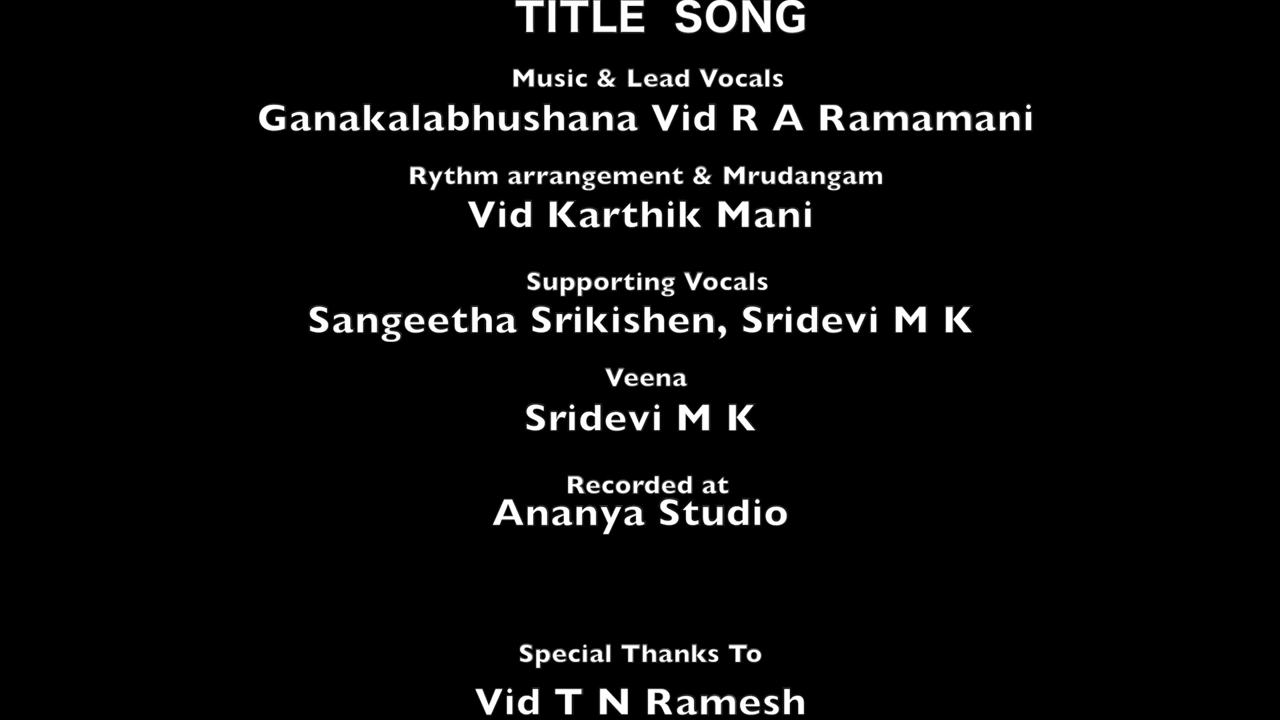 TITLE SONG
Music & Lead Vocals
Ganakalabhushana Vid R A Ramamani
Rythm arrangement & Mrudangam
Vid Karthik Mani
Supporting Vocals
Sangeetha Srikishen, Sridevi M K
Veena
Sridevi M K
Recorded at
Ananya Studio
Special Thanks To
Vid T N Ramesh